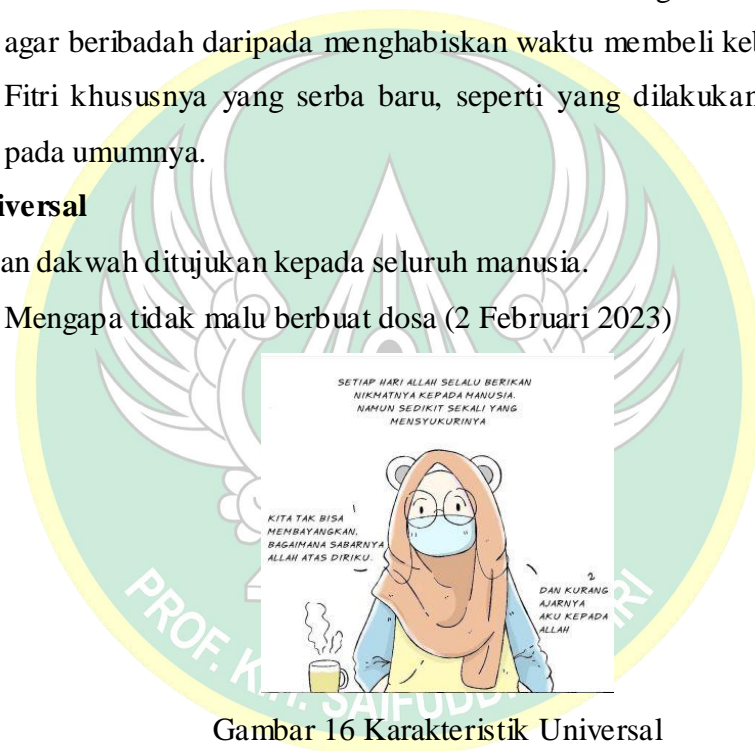 agar beribadah daripada menghabiskan waktu membeli
Fitri khususnya yang serba baru, seperti yang dilakukan
pada umumnya.
dakwah ditujukan kepada seluruh manusia.
Mengapa tidak malu berbuat dosa (2 Februari 2023)
SETIAP HARI ALLAH SELALU BERIKAN
NIKMATNYA KEPADA MANUSIA.
NAMUN SEDIKIT SEKALI YANG
MENSYUKURINYA
KITA TAK BISA
MEMBAYANGKAN,
BAGAIMANA SABARNYA
ALLAH ATAS DIRIKU.
DAN KURANG
AJARNYA
AKU KEPADA
ALLAH
PROF. K.H.
Gambar 16 Karakteristik Universal